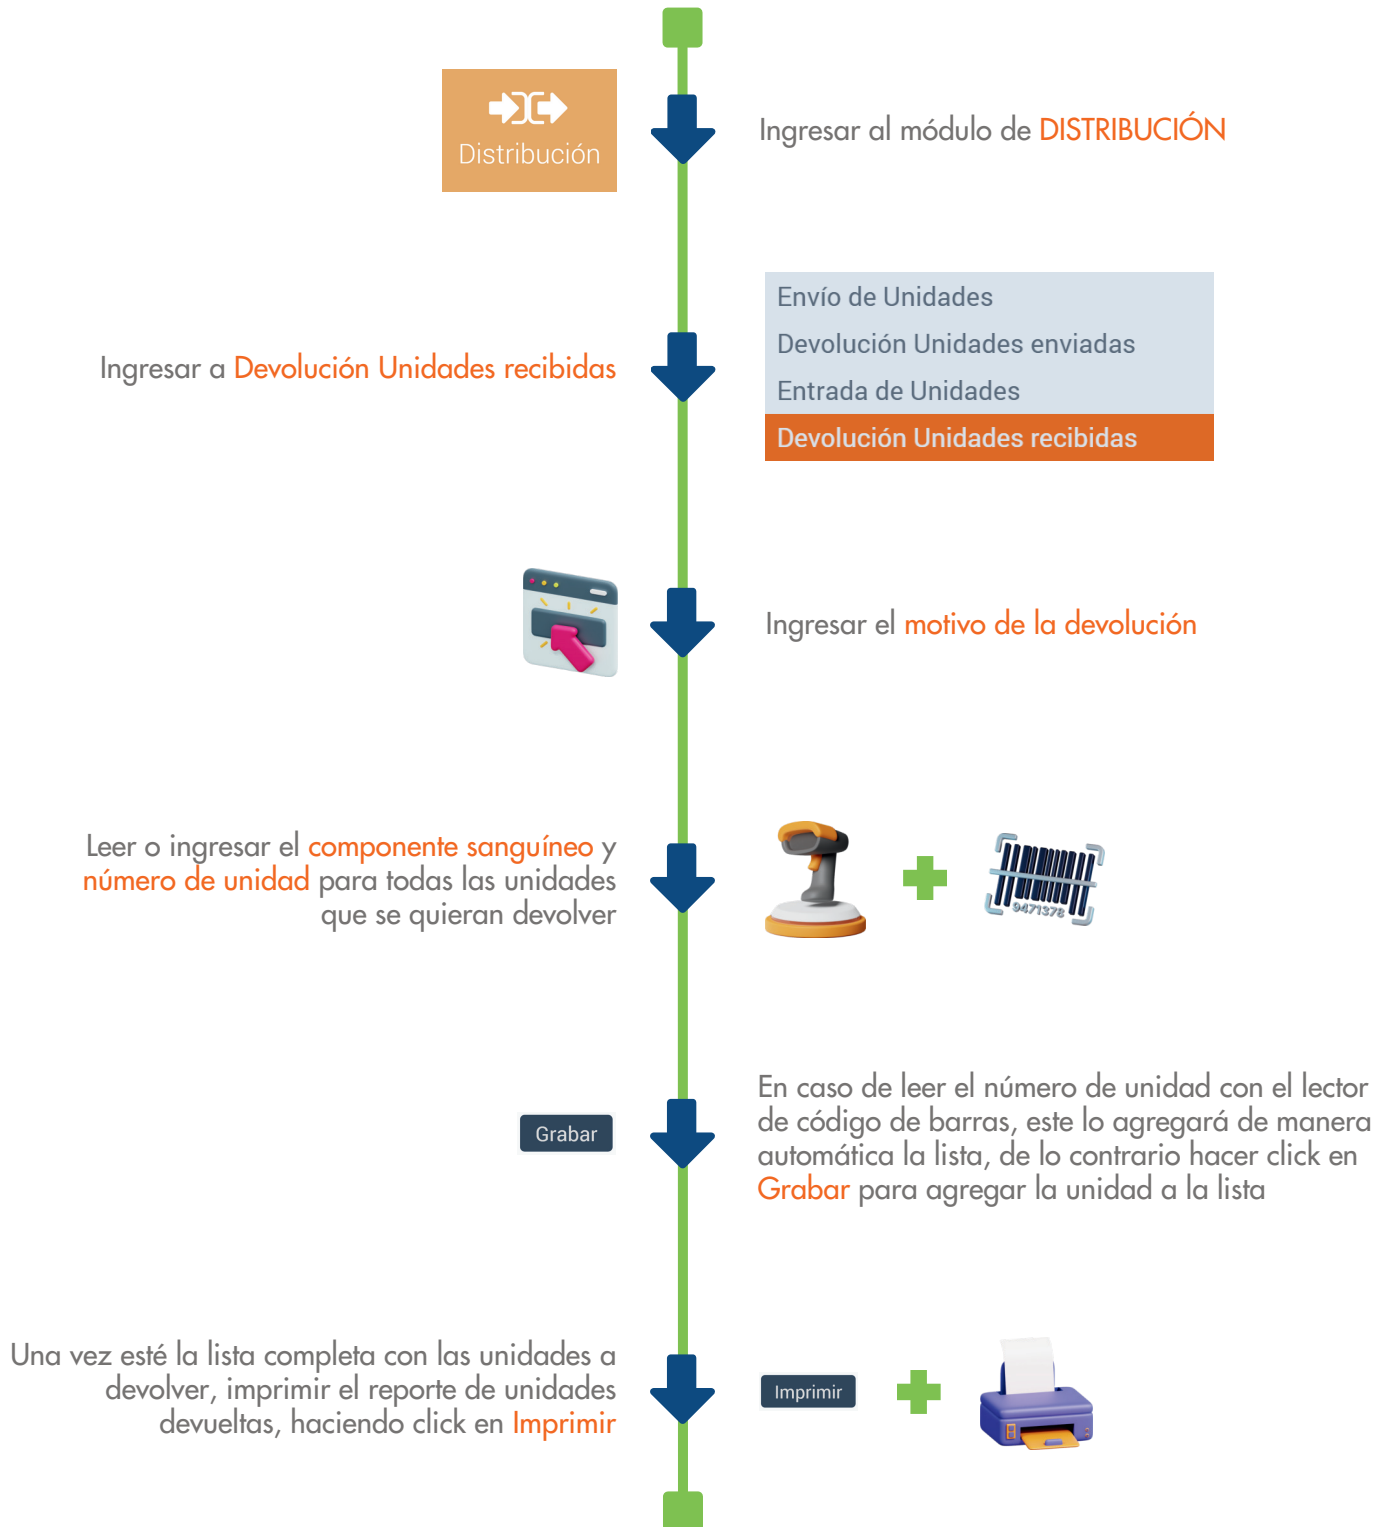 Distribución
Ingresar al módulo de DISTRIBUCIÓN
Ingresar a Devolución Unidades recibidas
Envío de Unidades
Devolución Unidades enviadas
Entrada de Unidades
Devolución Unidades recibidas
Ingresar el motivo de la devolución
Leer o ingresar el componente sanguíneo y
número de unidad para todas las unidades
que se quieran devolver
9471378
Grabar
En caso de leer el número de unidad con el lector
de código de barras, este lo agregará de manera
automática la lista, de lo contrario hacer click en
Grabar para agregar la unidad a la lista
Una vez esté la lista completa con las unidades a
devolver, imprimir el reporte de unidades
devueltas, haciendo click en Imprimir
Imprimir